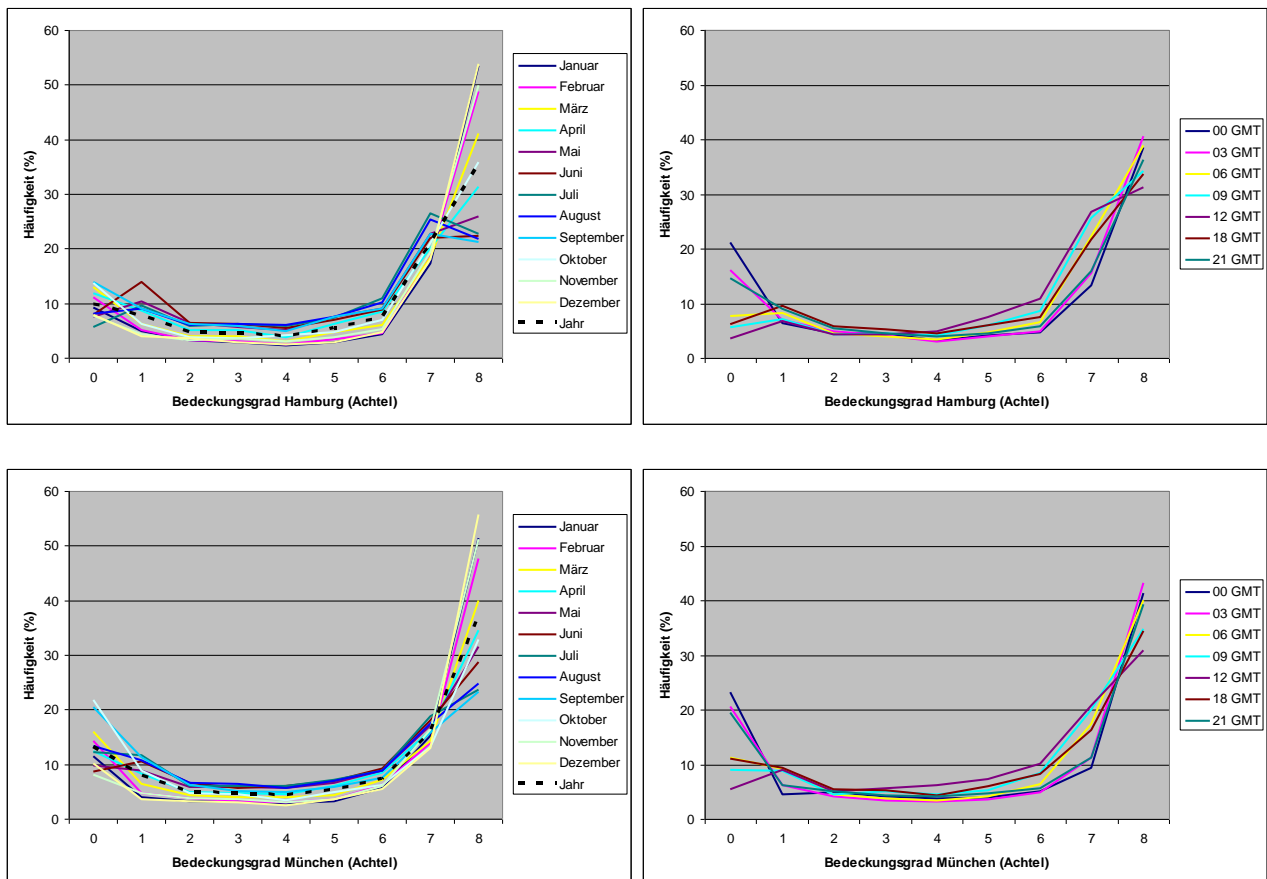 60
50
40
30
20
10
0
Häufigkeit (%)
0 1 2 3 4 5 6 7 8
Bedeckungsgrad Hamburg (Achtel)
Januar
Februar
März
April
Mai
Juni
Juli
August
September
Oktober
November
Dezember
Jahr
60
50
40
30
20
10
0
Häufigkeit (%)
0 1 2 3 4 5 6 7 8
Bedeckungsgrad Hamburg (Achtel)
00 GMT
03 GMT
06 GMT
09 GMT
12 GMT
18 GMT
21 GMT
60
50
40
30
20
10
0
Häufigkeit (%)
0 1 2 3 4 5 6 7 8
Bedeckungsgrad München (Achtel)
Januar
Februar
März
April
Mai
Juni
Juli
August
September
Oktober
November
Dezember
Jahr
60
50
40
30
20
10
0
Häufigkeit (%)
0 1 2 3 4 5 6 7 8
Bedeckungsgrad München (Achtel)
00 GMT
03 GMT
06 GMT
09 GMT
12 GMT
18 GMT
21 GMT